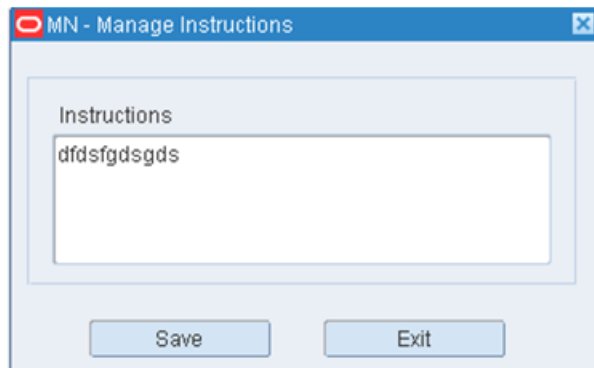 MN - Manage Instructions
Instructions
dfdsfgdsgds
Save Exit